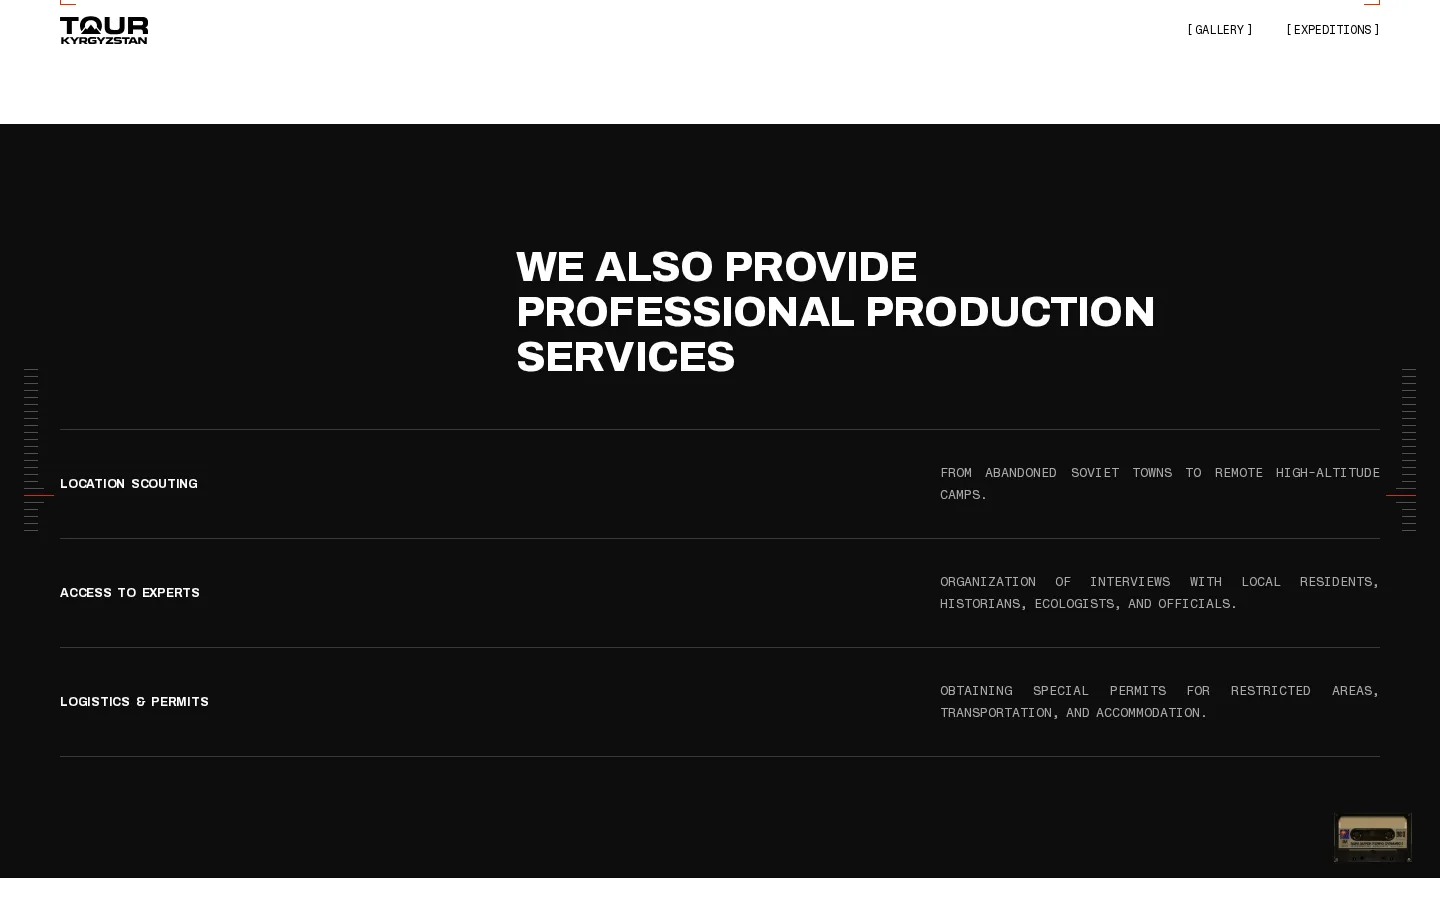 TOUR
KYRGYZSTAN
[ GALLERY ]
[ EXPEDITIONS ]
WE ALSO PROVIDE
PROFESSIONAL PRODUCTION
SERVICES
LOCATION SCOUTING
FROM ABANDONED SOVIET TOWNS TO REMOTE HIGH-ALTITUDE
CAMPS.
ACCESS TO EXPERTS
ORGANIZATION OF INTERVIEWS WITH LOCAL RESIDENTS,
HISTORIANS, ECOLOGISTS, AND OFFICIALS.
LOGISTICS & PERMITS
OBTAINING SPECIAL PERMITS FOR RESTRICTED AREAS,
TRANSPORTATION, AND ACCOMMODATION.